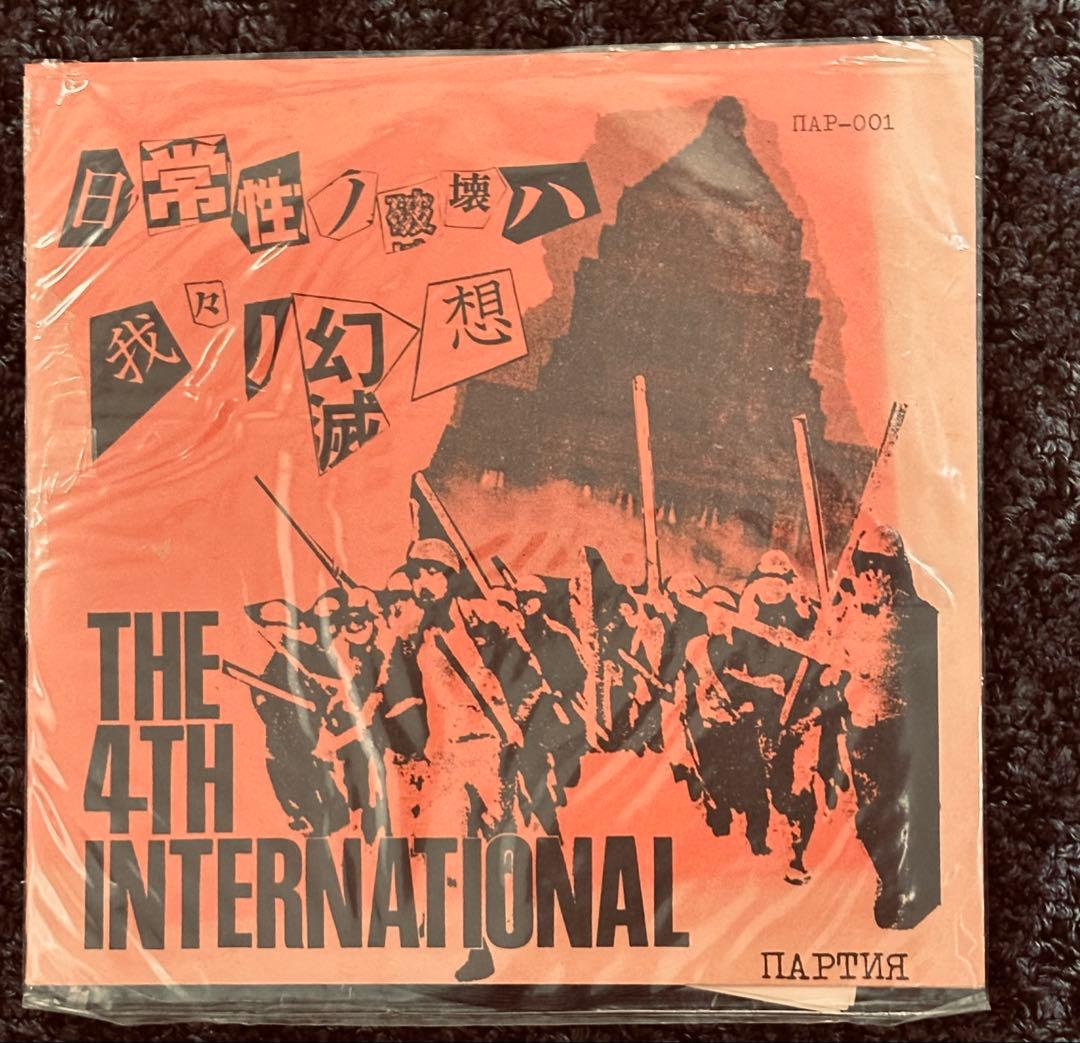 ПАР-001
日常性ノ破壊ハ
我々ノ幻想
滅
THE
4TH
INTERNATIONAL
ПАРТИЯ